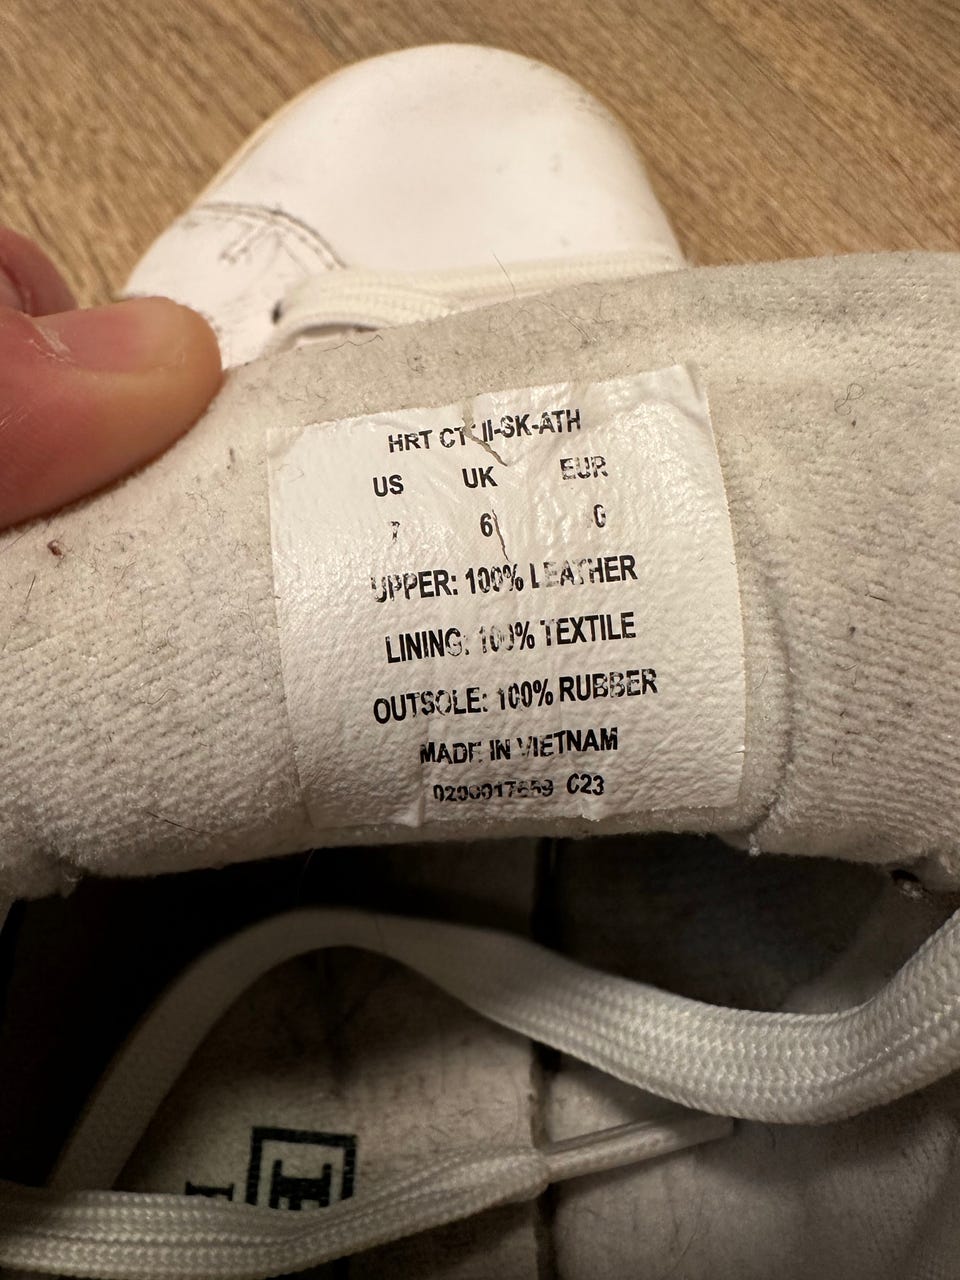 HRT CT II-SK-ATH
US UK EUR
7 6
UPPER: 100% LEATHER
LINING: 100% TEXTILE
OUTSOLE: 100% RUBBER
MADE IN VIETNAM
C23